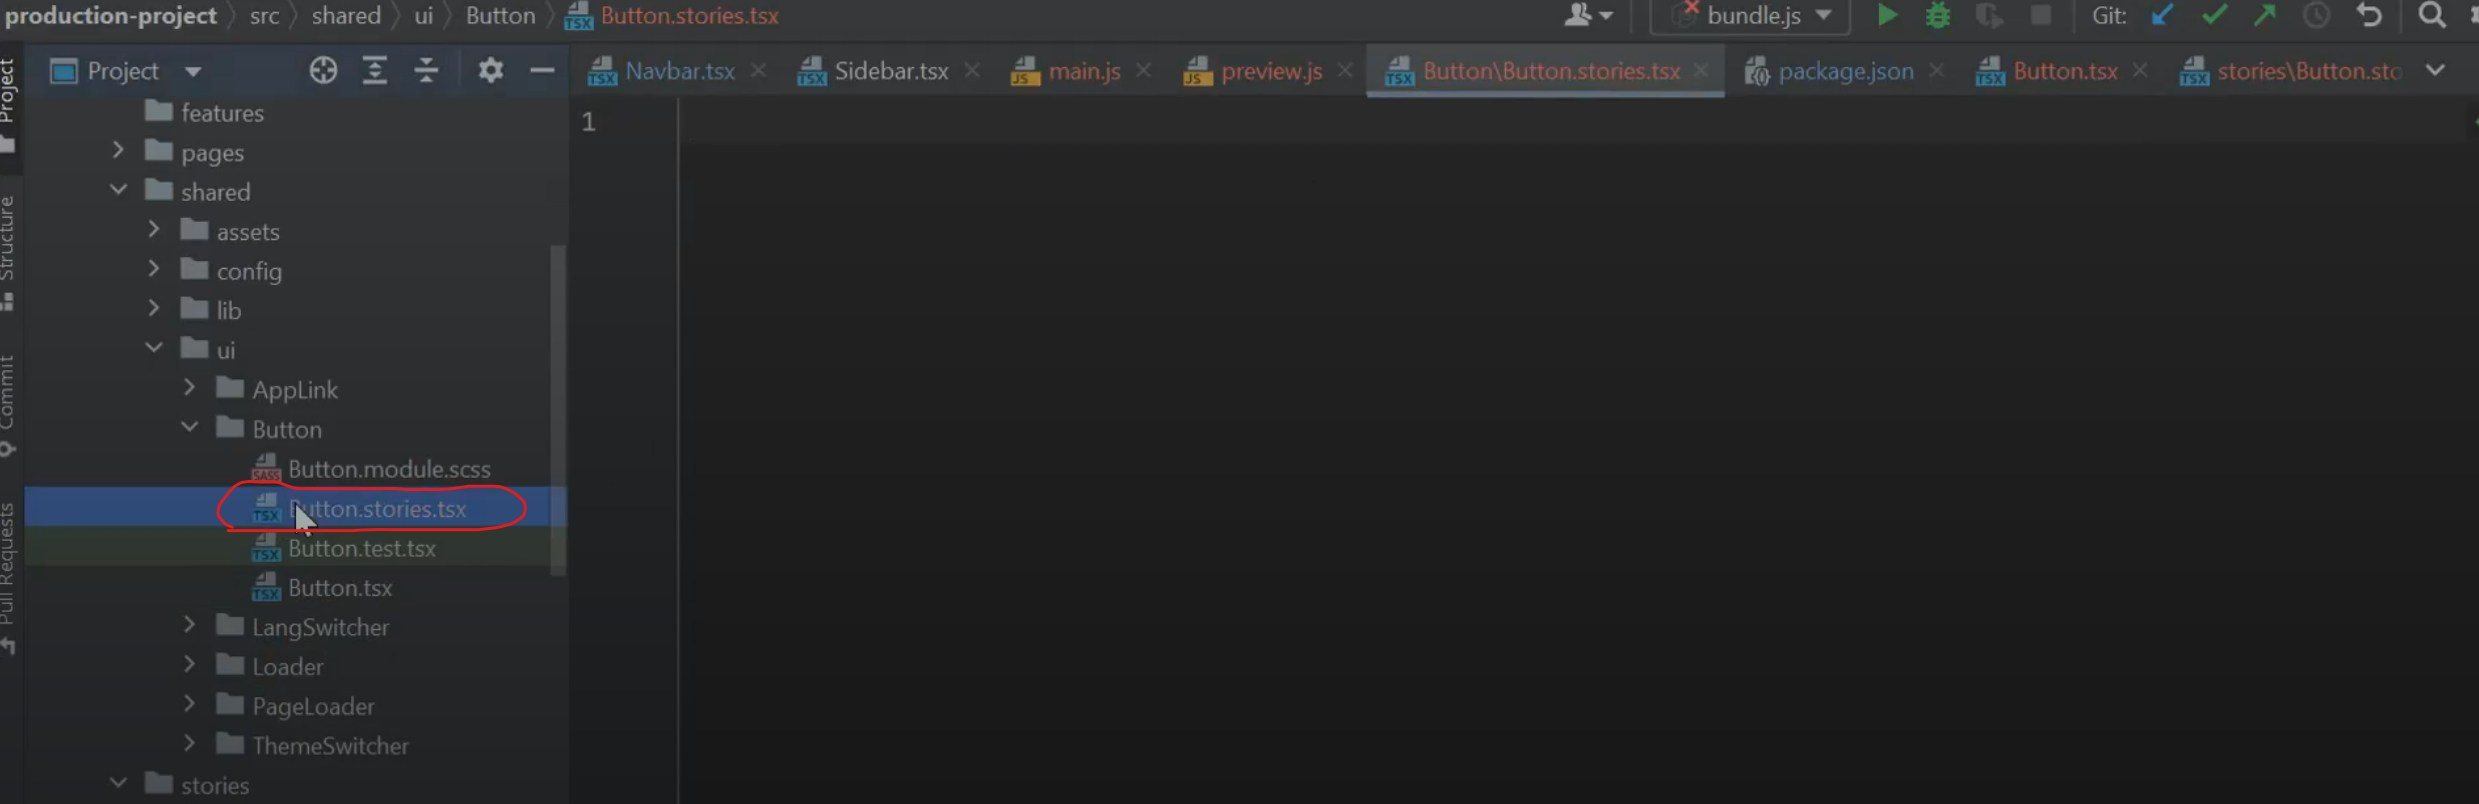 production-project src shared ui Button Button.stories.tsx bundle.js Git:
Project Navbar.tsx Sidebar.tsx main.js preview.js Button\Button.stories.tsx package.json Button.tsx stories\Button.sto
Project
Structure
Commit
Pull Requests
features
pages
shared
assets
config
lib
ui
AppLink
Button
Button.module.scss
Button.stories.tsx
Button.test.tsx
Button.tsx
LangSwitcher
Loader
PageLoader
ThemeSwitcher
stories
1